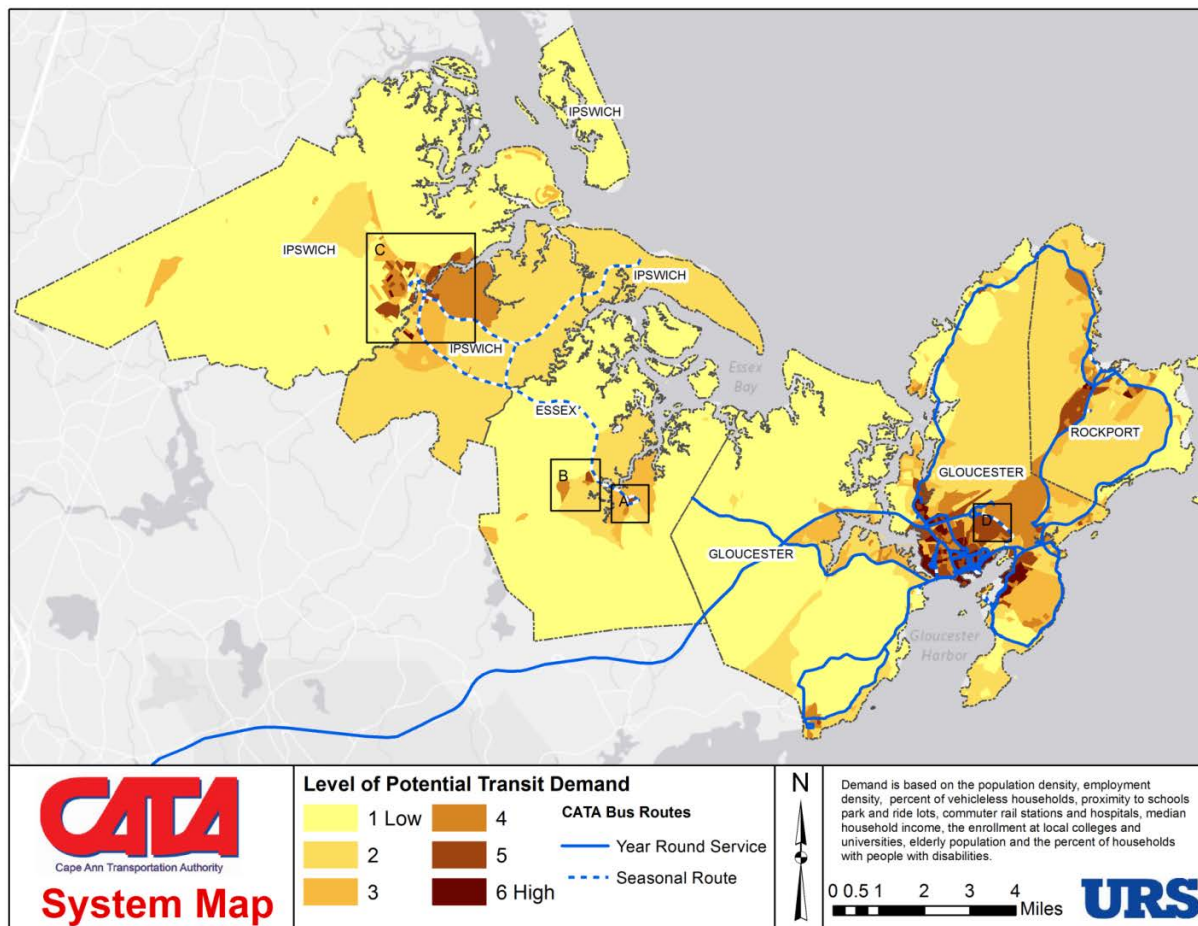 IPSWICH
IPSWICH
C
IPSWICH
IPSWICH
ESSEX
Essex
Bay
B
A
ROCKPORT
GLOUCESTER
D
GLOUCESTER
Gloucester
Harbor
CATA
Cape Ann Transportation Authority
System Map
Level of Potential Transit Demand
1 Low
2
3
4
5
6 High
CATA Bus Routes
Year Round Service
Seasonal Route
N
Demand is based on the population density, employment
density, percent of vehicleless households, proximity to schools
park and ride lots, commuter rail stations and hospitals, median
household income, the enrollment at local colleges and
universities, elderly population and the percent of households
with people with disabilities.
0 0.5 1 2 3 4
Miles
URS